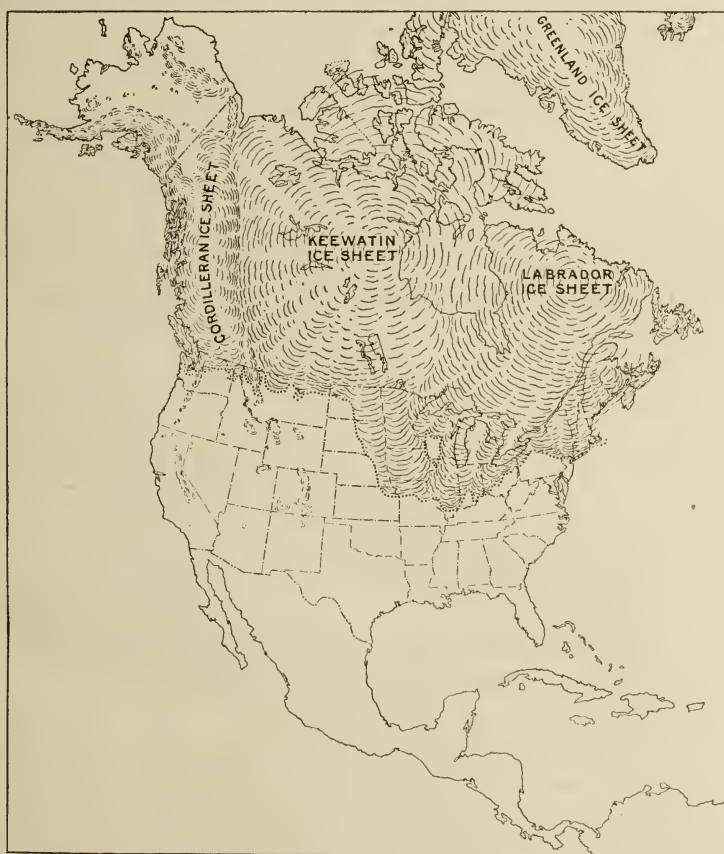 GREENLAND ICE SHEET
CORDILLERAN ICE SHEET
KEEWATIN
ICE SHEET
LABRADOR
ICE SHEET